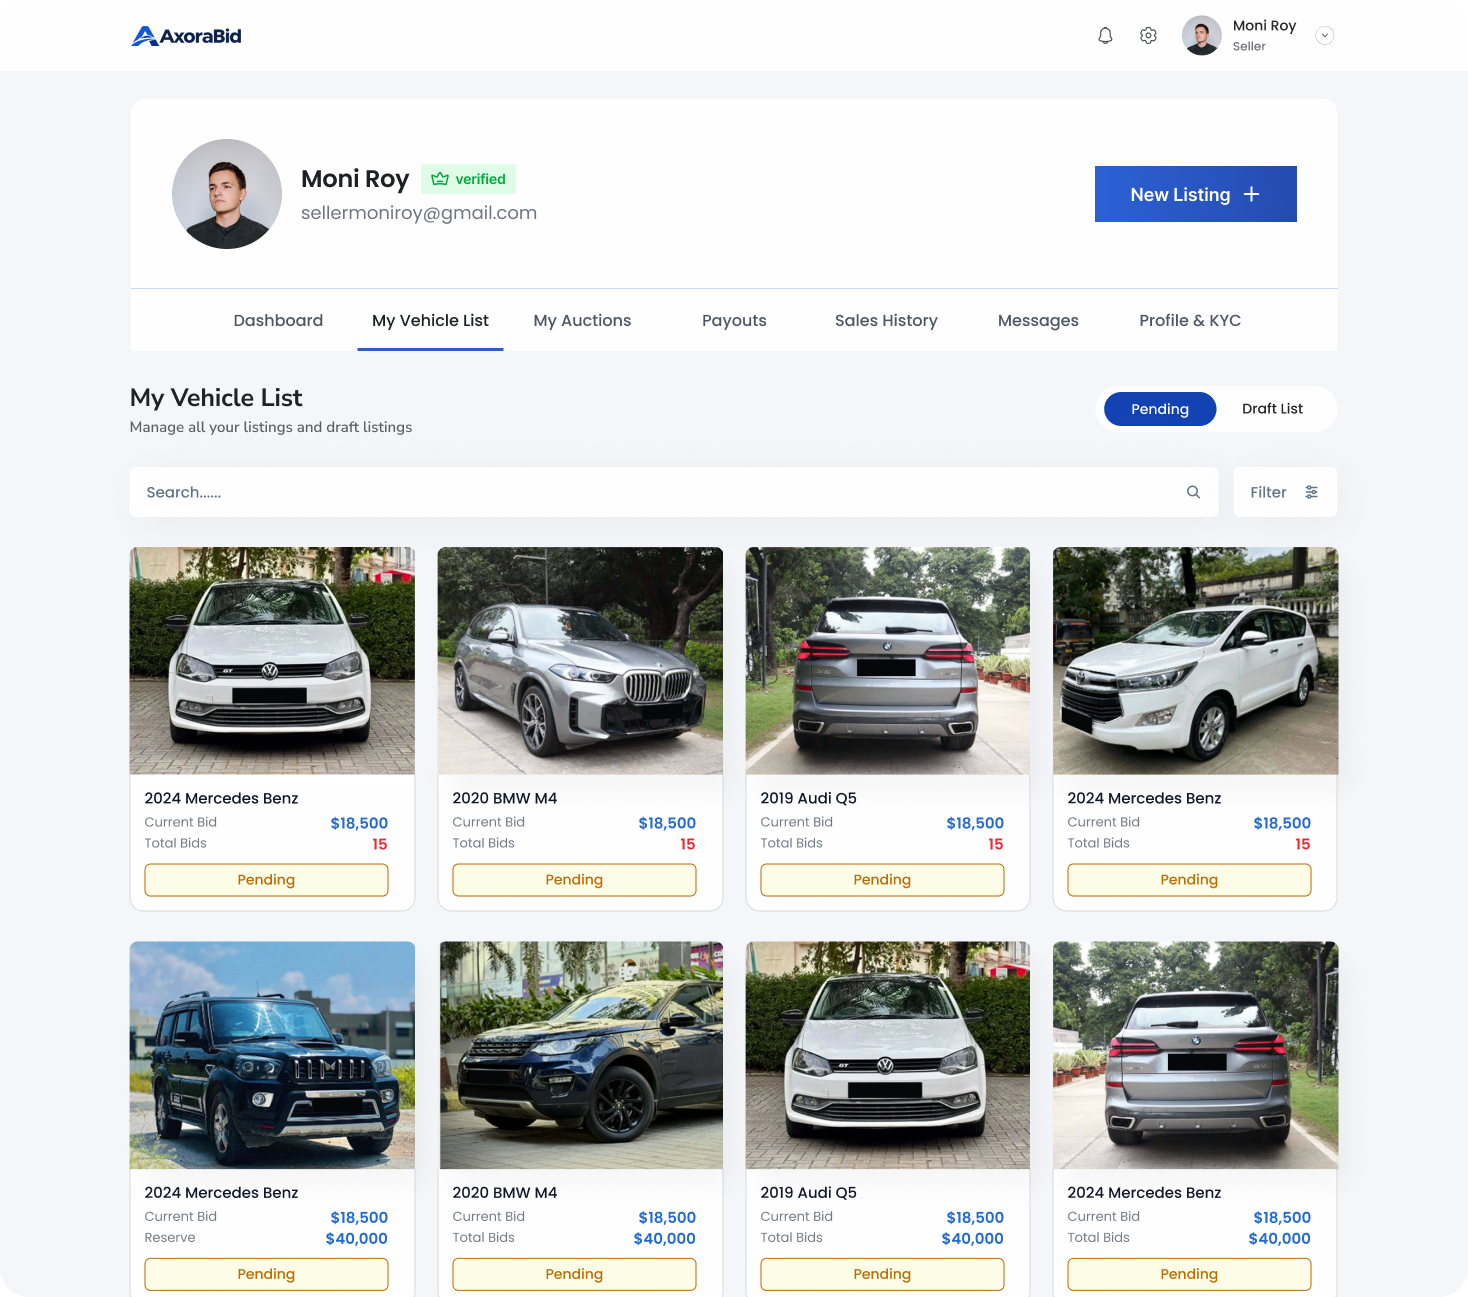 AxoraBid
Moni Roy
Seller
Moni Roy
verified
sellermoniroy@gmail.com
New Listing
Dashboard
My Vehicle List
My Auctions
Payouts
Sales History
Messages
Profile & KYC
My Vehicle List
Manage all your listings and draft listings
Pending
Draft List
Search......
Filter
GT
2024 Mercedes Benz
Current Bid $18,500
Total Bids 15
Pending
2020 BMW M4
Current Bid $18,500
Total Bids 15
Pending
2019 Audi Q5
Current Bid $18,500
Total Bids 15
Pending
2024 Mercedes Benz
Current Bid $18,500
Total Bids 15
Pending
2024 Mercedes Benz
Current Bid $18,500
Reserve $40,000
Pending
2020 BMW M4
Current Bid $18,500
Total Bids $40,000
Pending
GT
2019 Audi Q5
Current Bid $18,500
Total Bids $40,000
Pending
2024 Mercedes Benz
Current Bid $18,500
Total Bids $40,000
Pending